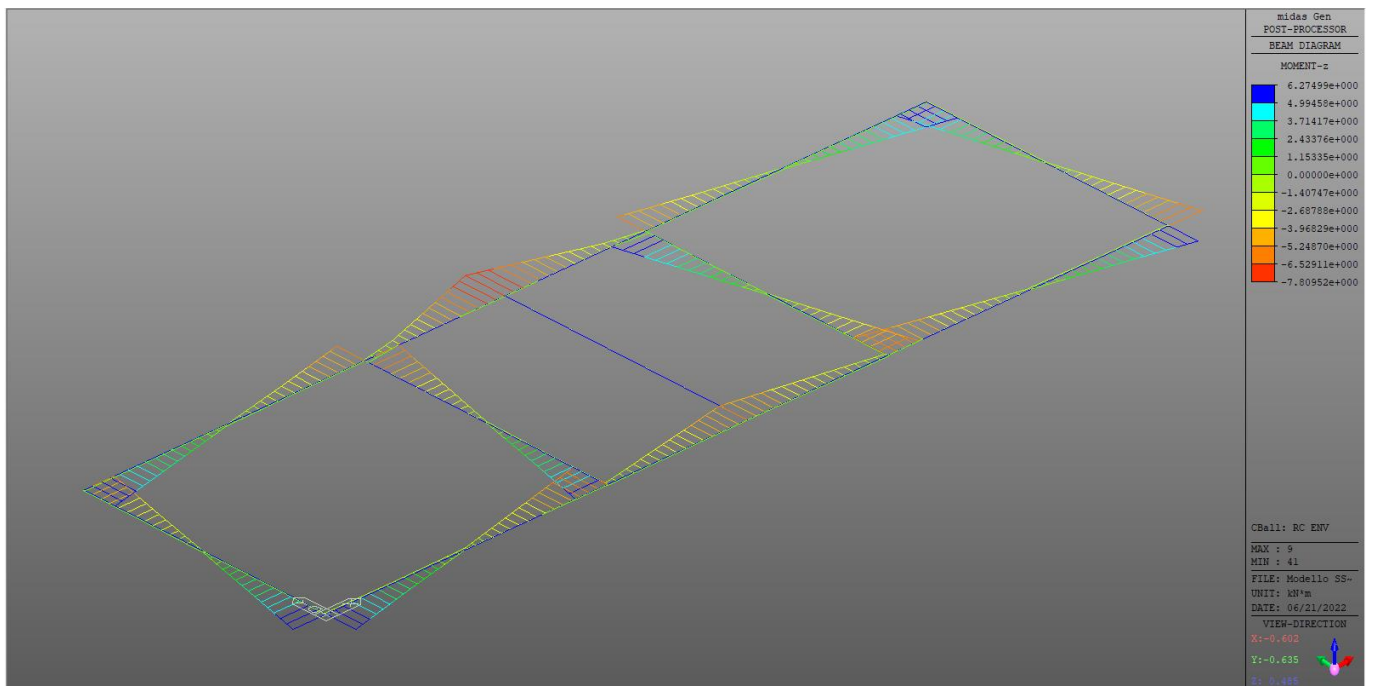 midas Gen
POST-PROCESSOR
BEAM DIAGRAM
MOMENT-z
6.27499e+000
4.99458e+000
3.71417e+000
2.43376e+000
1.15335e+000
0.00000e+000
-1.40747e+000
-2.68788e+000
-3.96829e+000
-5.24870e+000
-6.52911e+000
-7.80952e+000
CBall: RC ENV
MAX : 9
MIN : 41
FILE: Modello SS~
UNIT: kN*m
DATE: 06/21/2022
VIEW-DIRECTION
X:-0.602
Y:-0.635
Z: 0.485